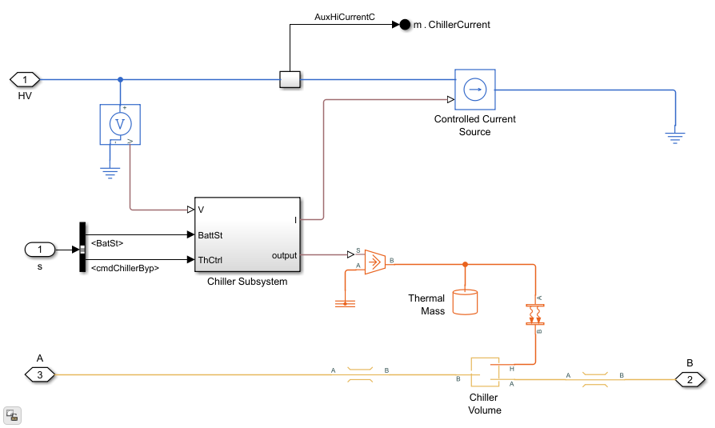 AuxHiCurrentC
m . ChillerCurrent
1
HV
Controlled Current
Source
+
V
-
V
V
BattSt
ThCtrl
I
output
Chiller Subsystem
1
s
<BatSt>
<cmdChillerByp>
S
A
B
Thermal
Mass
A
B
A
3
A
B
B
H
A
Chiller
Volume
A
B
B
2